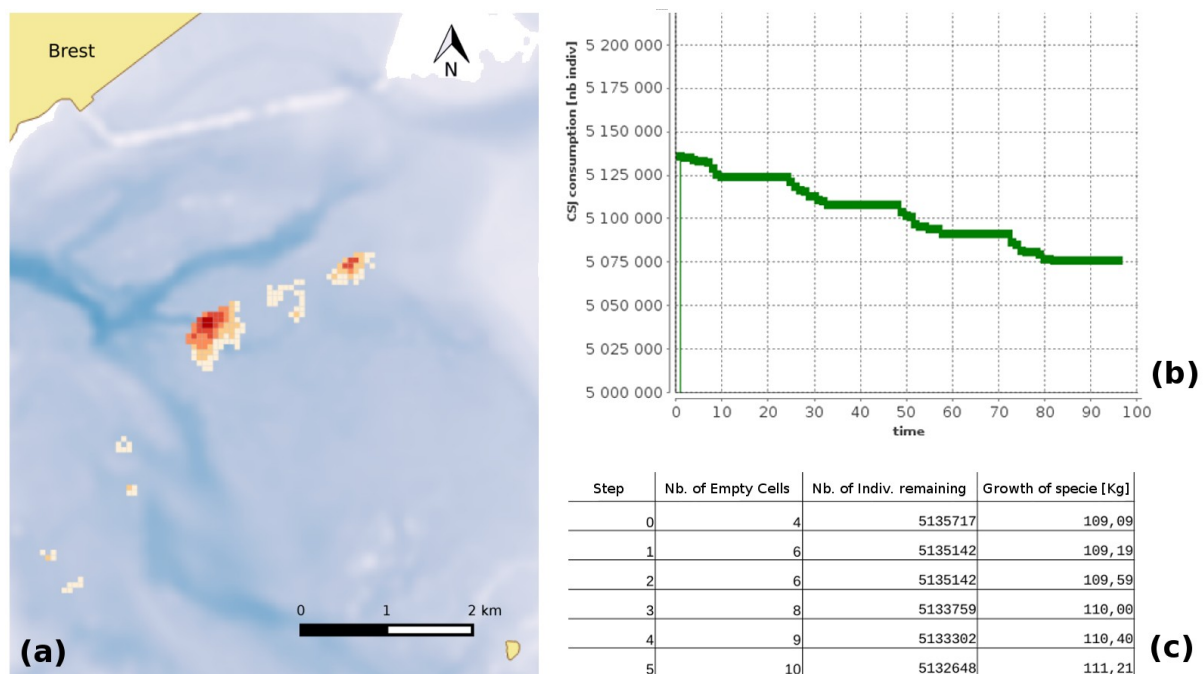 Brest
N
0 1 2 km
(a)
CSJ consumption [nb indiv]
5 200 000
5 175 000
5 150 000
5 125 000
5 100 000
5 075 000
5 050 000
5 025 000
5 000 000
0 10 20 30 40 50 60 70 80 90 100
time
(b)
Step Nb. of Empty Cells Nb. of Indiv. remaining Growth of specie [Kg]
0 4 5135717 109,09
1 6 5135142 109,19
2 6 5135142 109,59
3 8 5133759 110,00
4 9 5133302 110,40
5 10 5132648 111,21
(c)